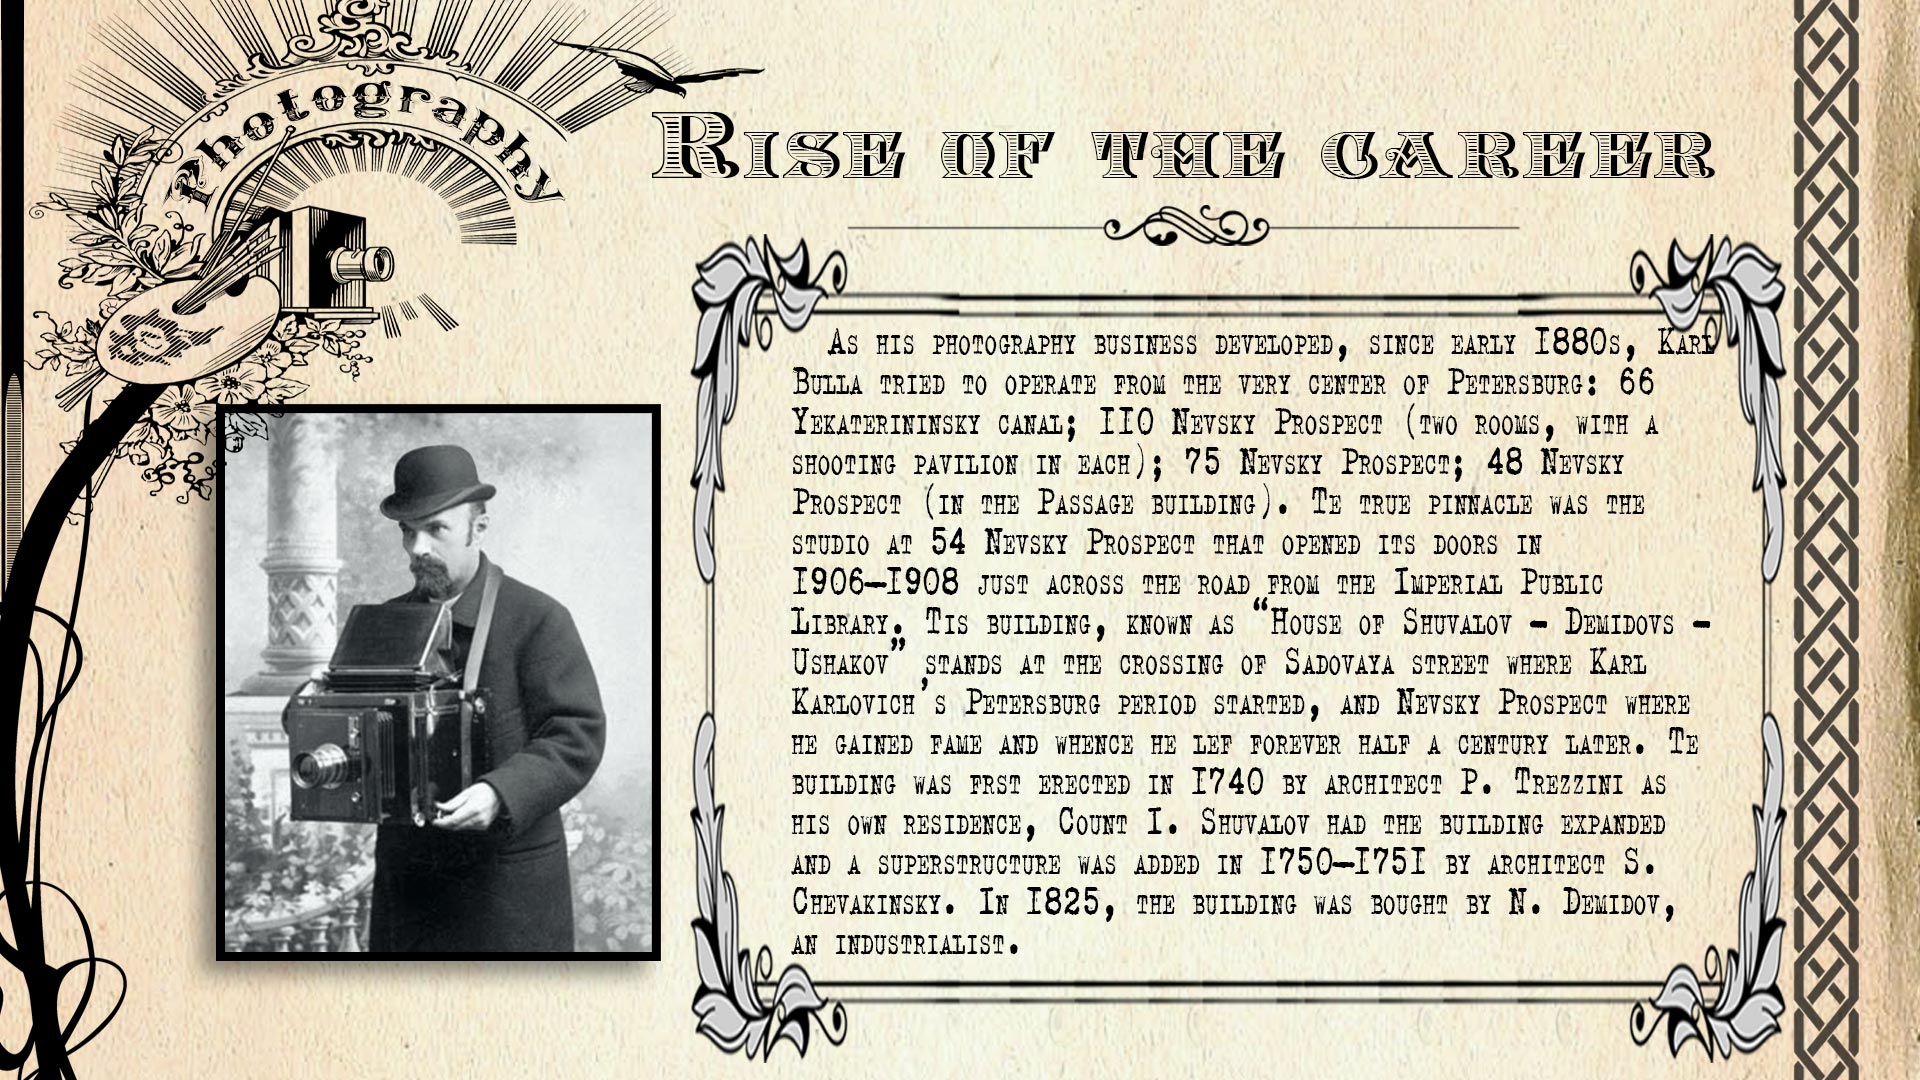 Photography
Rise of the career
As his photography business developed, since early 1880s, Karl
Bulla tried to operate from the very center of Petersburg: 66
Yekaterininsky canal; 110 Nevsky Prospect (two rooms, with a
shooting pavilion in each); 75 Nevsky Prospect; 48 Nevsky
Prospect (in the Passage building). Te true pinnacle was the
studio at 54 Nevsky Prospect that opened its doors in
1906–1908 just across the road from the Imperial Public
Library. Tis building, known as “House of Shuvalov – Demidovs –
Ushakov” ,stands at the crossing of Sadovaya street where Karl
Karlovich’s Petersburg period started, and Nevsky Prospect where
he gained fame and whence he lef forever half a century later. Te
building was frst erected in 1740 by architect P. Trezzini as
his own residence, Count I. Shuvalov had the building expanded
and a superstructure was added in 1750–1751 by architect S.
Chevakinsky. In 1825, the building was bought by N. Demidov,
an industrialist.